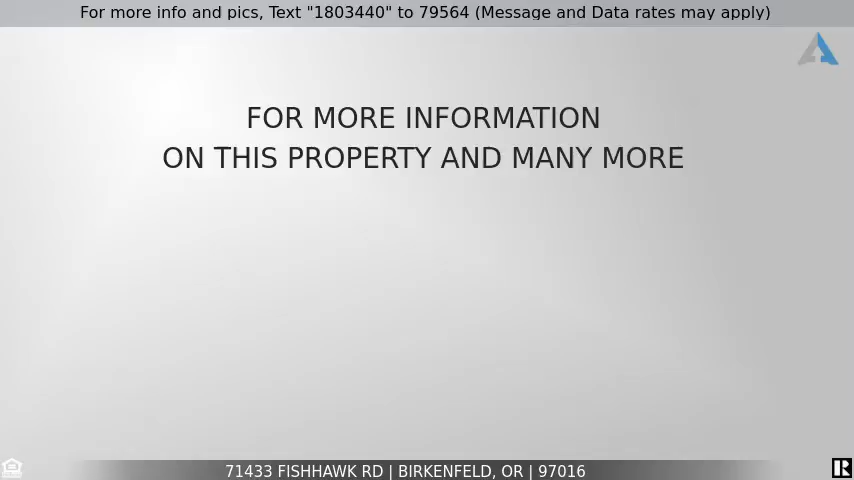 For more info and pics, Text "1803440" to 79564 (Message and Data rates may apply)
FOR MORE INFORMATION
ON THIS PROPERTY AND MANY MORE
71433 FISHHAWK RD | BIRKENFELD, OR | 97016